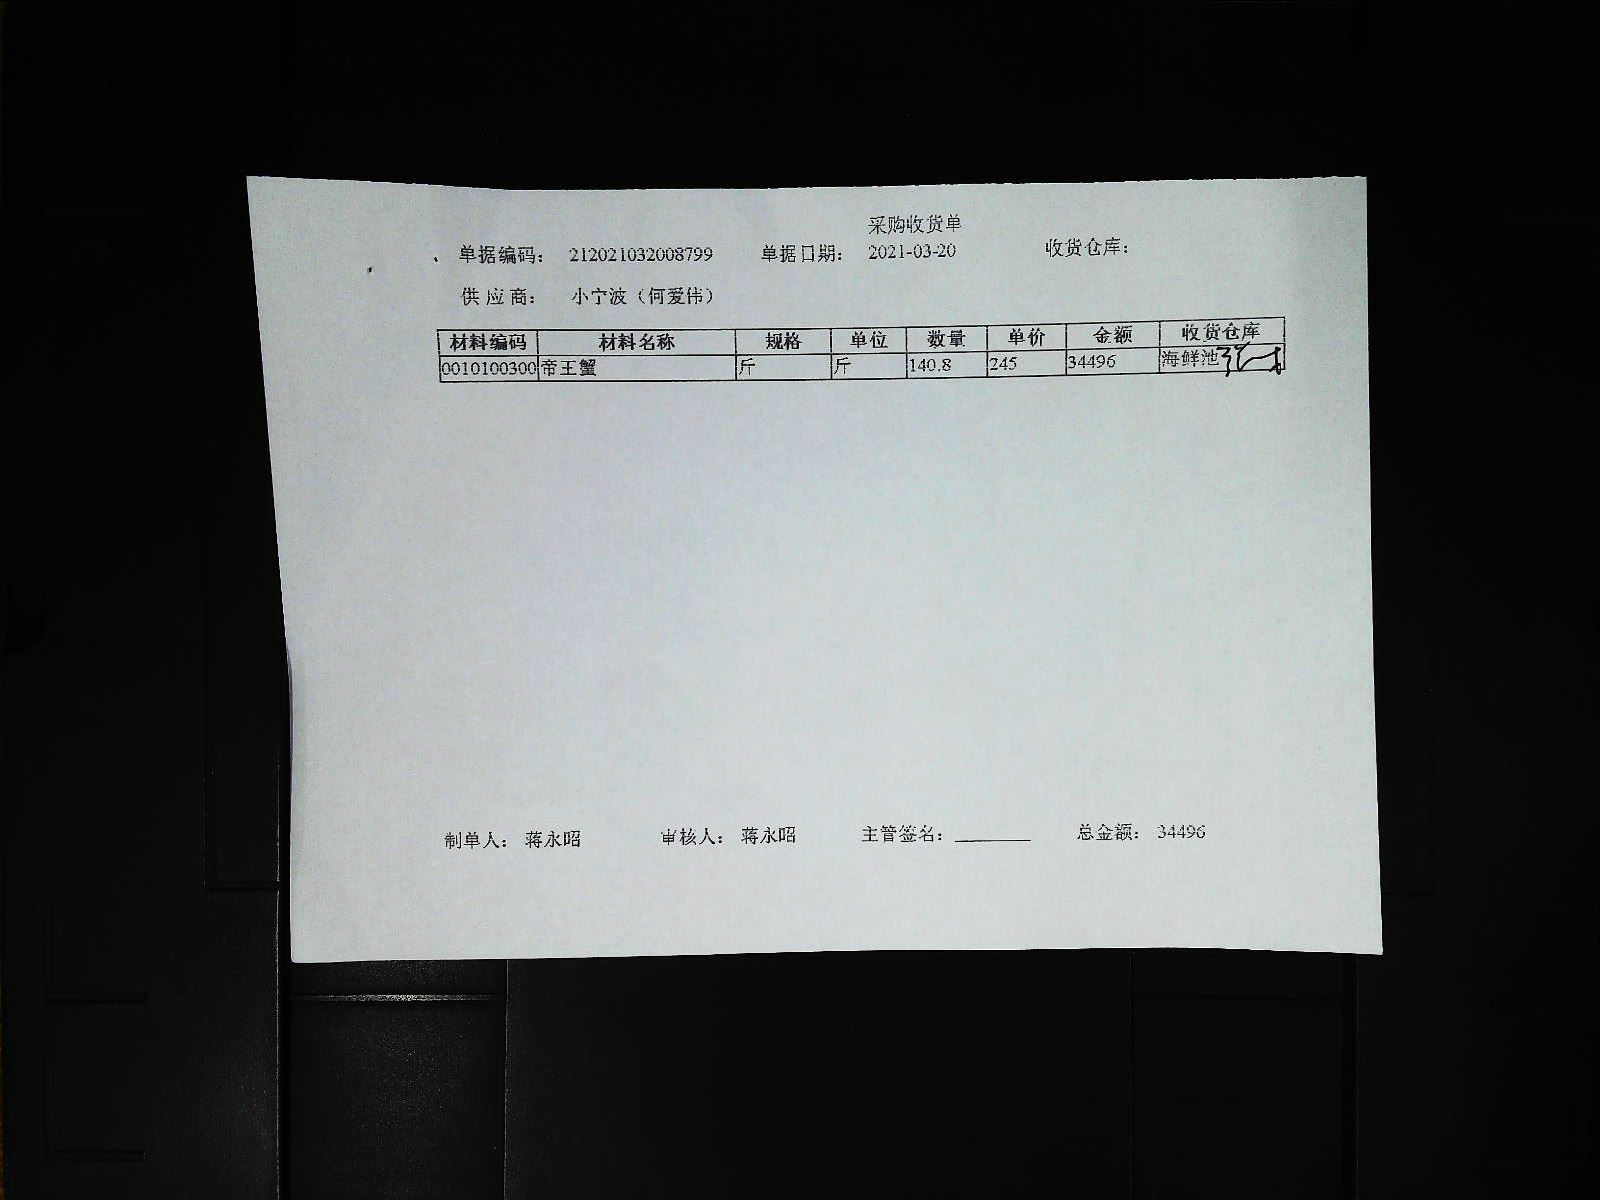 采购收货单
单据编码： 212021032008799 单据日期： 2021-03-20 收货仓库：
供应商： 小宁波（何爱伟）
材料编码 材料名称 规格 单位 数量 单价 金额 收货仓库
0010100300 帝王蟹 斤 斤 140.8 245 34496 海鲜池
制单人： 蒋永昭 审核人： 蒋永昭 主管签名： 总金额： 34496